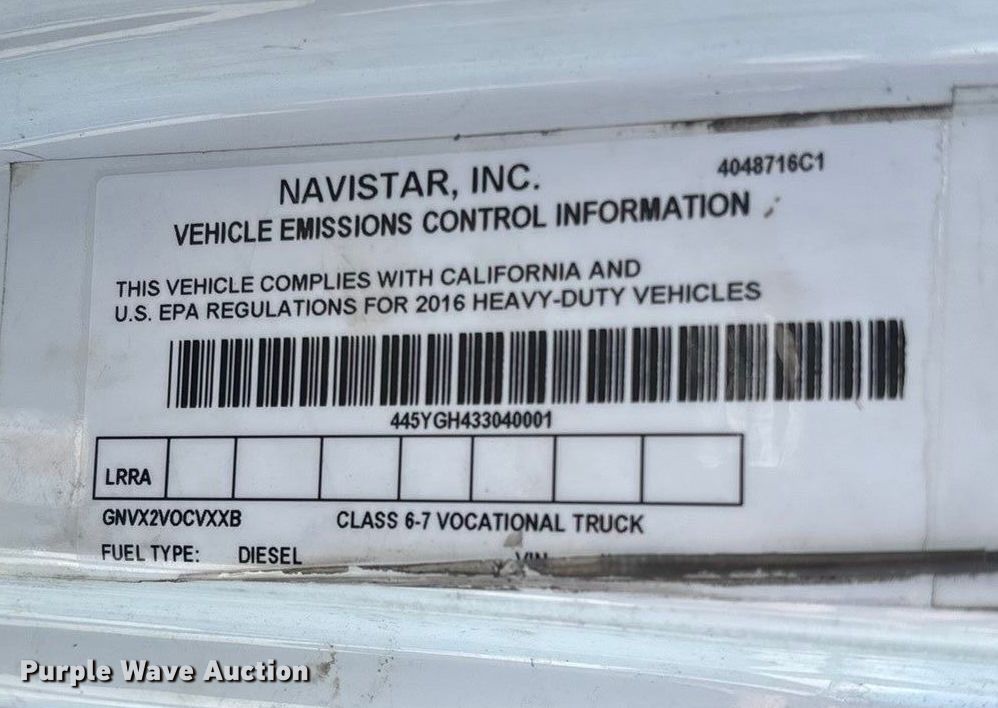 NAVISTAR, INC.
4048716C1
VEHICLE EMISSIONS CONTROL INFORMATION
THIS VEHICLE COMPLIES WITH CALIFORNIA AND
U.S. EPA REGULATIONS FOR 2016 HEAVY-DUTY VEHICLES
445YGH433040001
LRRA
GNVX2VOCVXXB CLASS 6-7 VOCATIONAL TRUCK
FUEL TYPE: DIESEL VIN
Purple Wave Auction